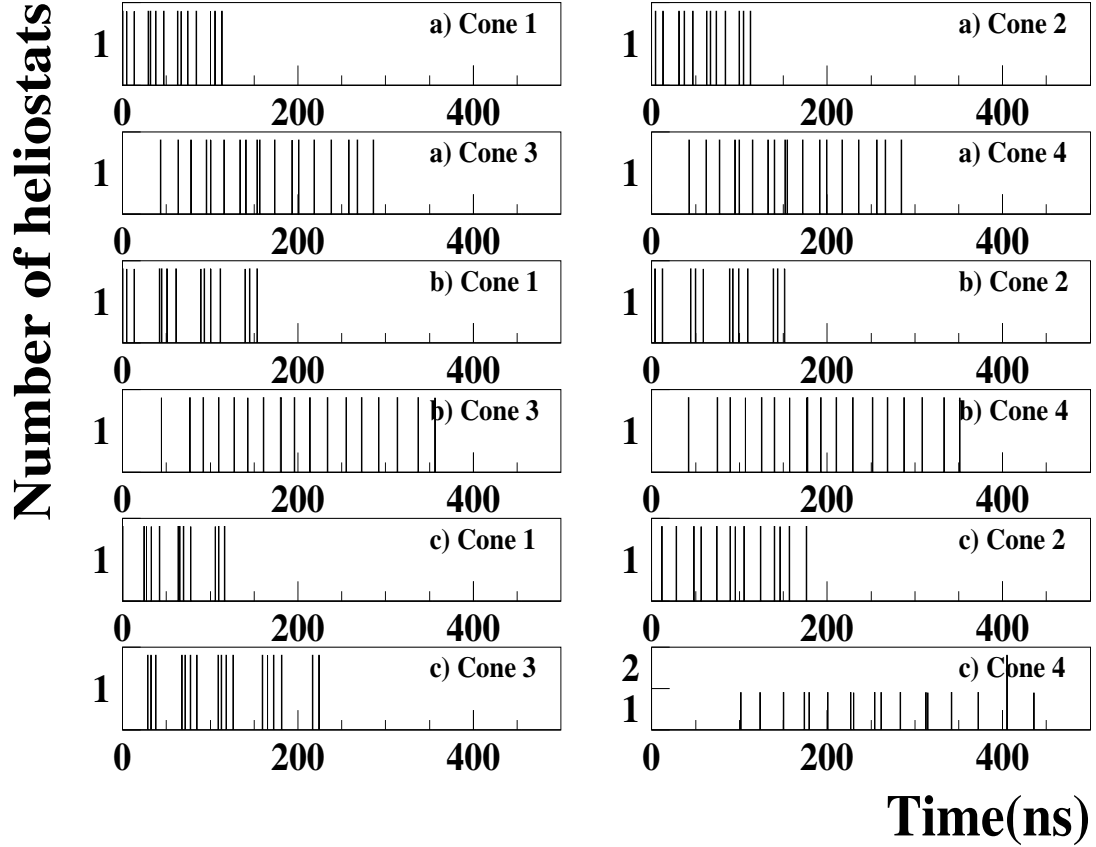 Number of heliostats
a) Cone 1
1
0 200 400
a) Cone 2
1
0 200 400
a) Cone 3
1
0 200 400
a) Cone 4
1
0 200 400
b) Cone 1
1
0 200 400
b) Cone 2
1
0 200 400
b) Cone 3
1
0 200 400
b) Cone 4
1
0 200 400
c) Cone 1
1
0 200 400
c) Cone 2
1
0 200 400
c) Cone 3
1
0 200 400
c) Cone 4
2
1
0 200 400
Time(ns)